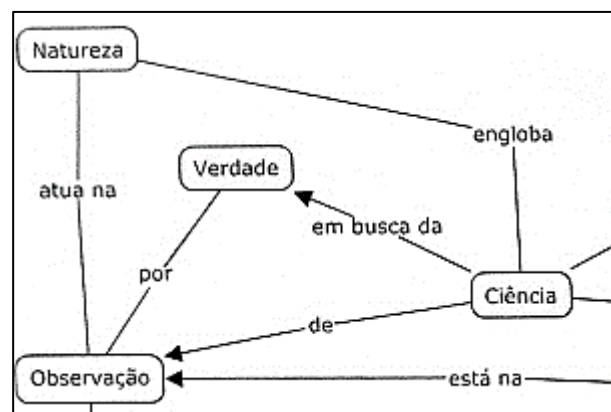 Natureza
engloba
Verdade
atua na
em busca da
por
Ciência
de
Observação
está na